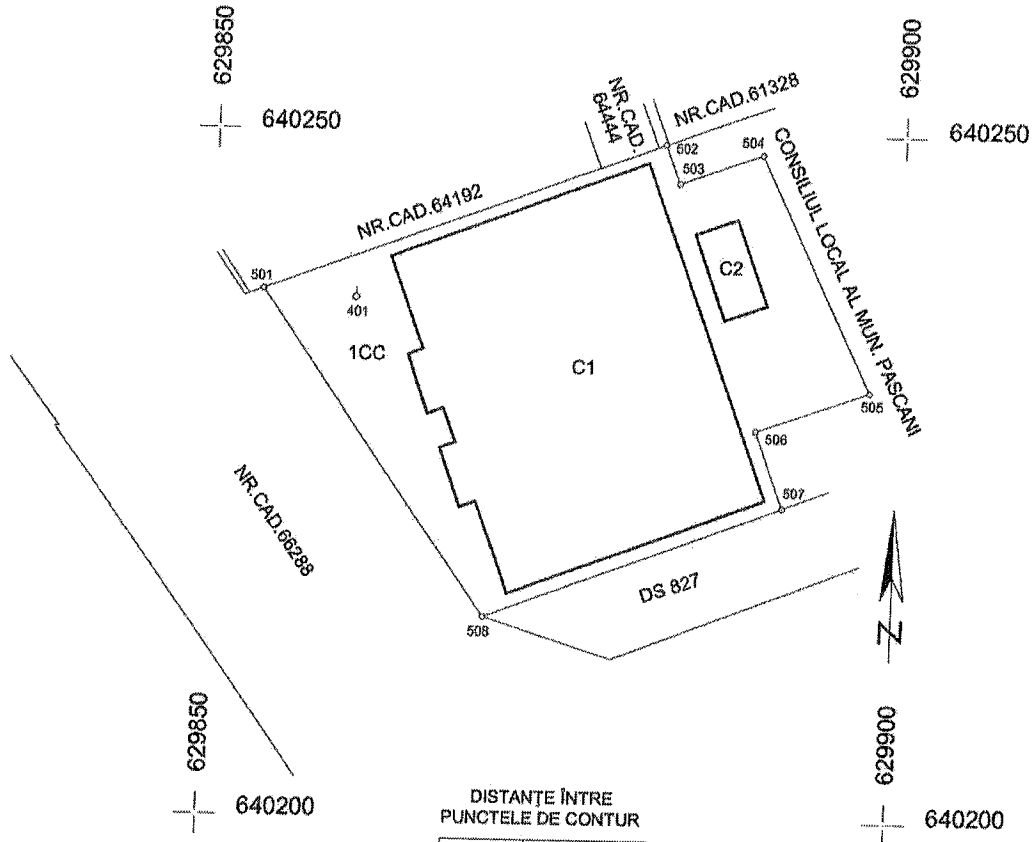 629850
629900
640250
640250
NR.CAD.
64444
NR.CAD.61328
502
504
503
CONSILIUL LOCAL AL MUN. PASCANI
NR.CAD.64192
501
401
1CC
C2
C1
505
506
507
NR.CAD.66288
DS 827
508
N
629850
629900
640200
640200
DISTANȚE ÎNTRE
PUNCTELE DE CONTUR